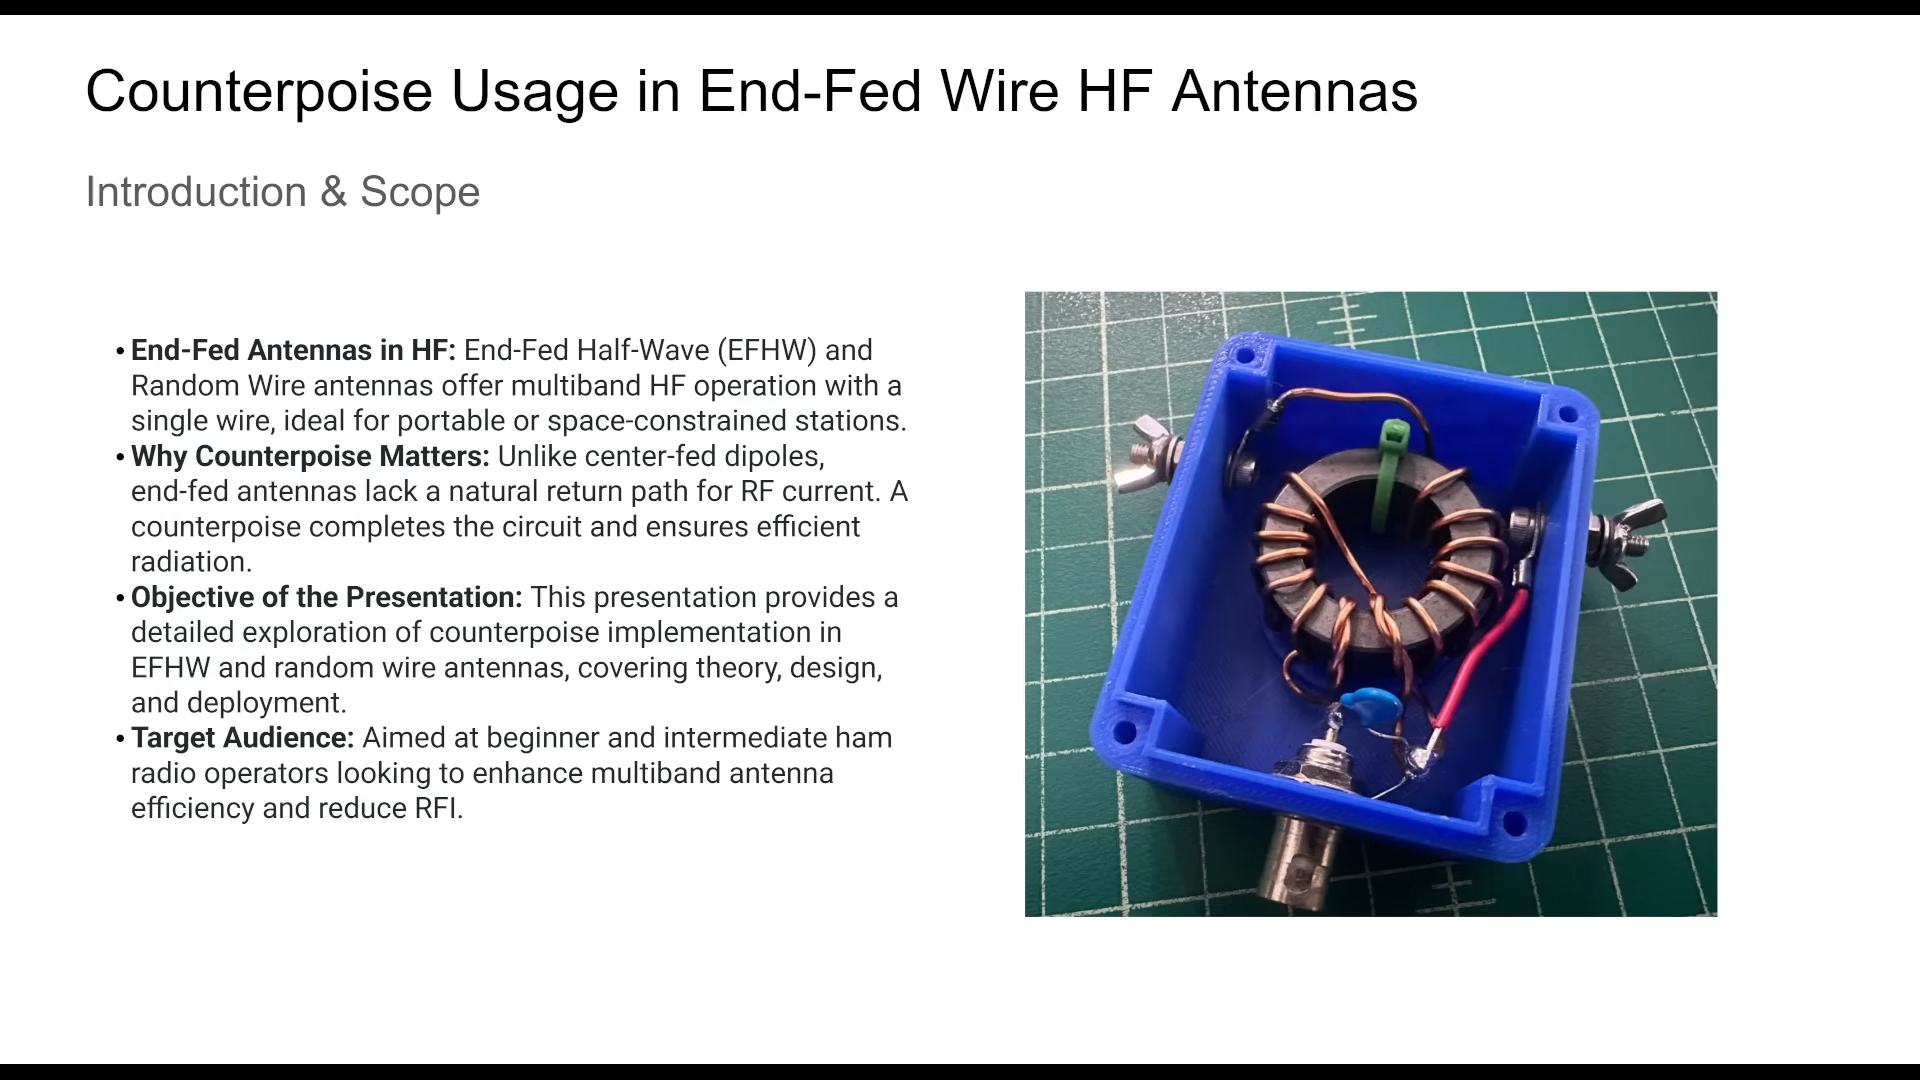 Counterpoise Usage in End-Fed Wire HF Antennas
Introduction & Scope
• End-Fed Antennas in HF: End-Fed Half-Wave (EFHW) and
Random Wire antennas offer multiband HF operation with a
single wire, ideal for portable or space-constrained stations.
• Why Counterpoise Matters: Unlike center-fed dipoles,
end-fed antennas lack a natural return path for RF current. A
counterpoise completes the circuit and ensures efficient
radiation.
• Objective of the Presentation: This presentation provides a
detailed exploration of counterpoise implementation in
EFHW and random wire antennas, covering theory, design,
and deployment.
• Target Audience: Aimed at beginner and intermediate ham
radio operators looking to enhance multiband antenna
efficiency and reduce RFI.